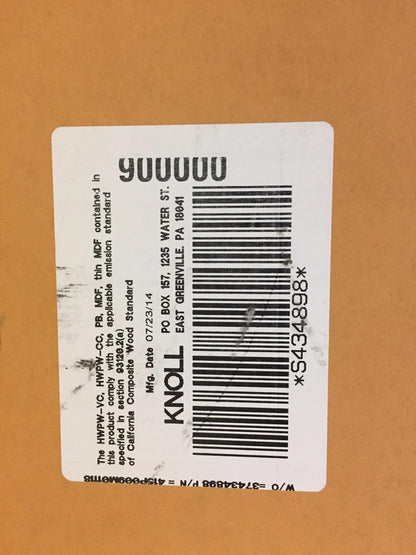 The HWPW-VC, HWPW-CC, PB, MDF, thin MDF contained in
this product comply with the applicable emission standard
specified in section 93120.2(a)
of California Composite Wood Standard
Mfg. Date 07/23/14
KNOLL
PO BOX 157, 1235 WATER ST.
EAST GREENVILLE, PA 18041
*S434898*
W/O =37434898 P/N =